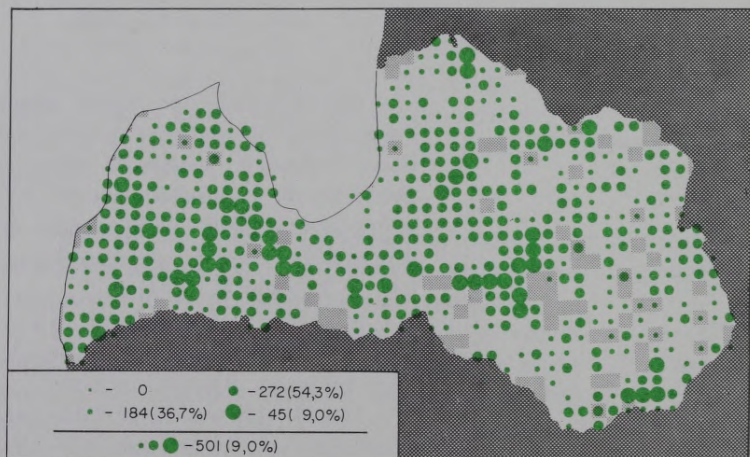 - 0
- 272 (54,3%)
- 184 (36,7%)
- 45 ( 9,0%)
- 501 (9,0%)